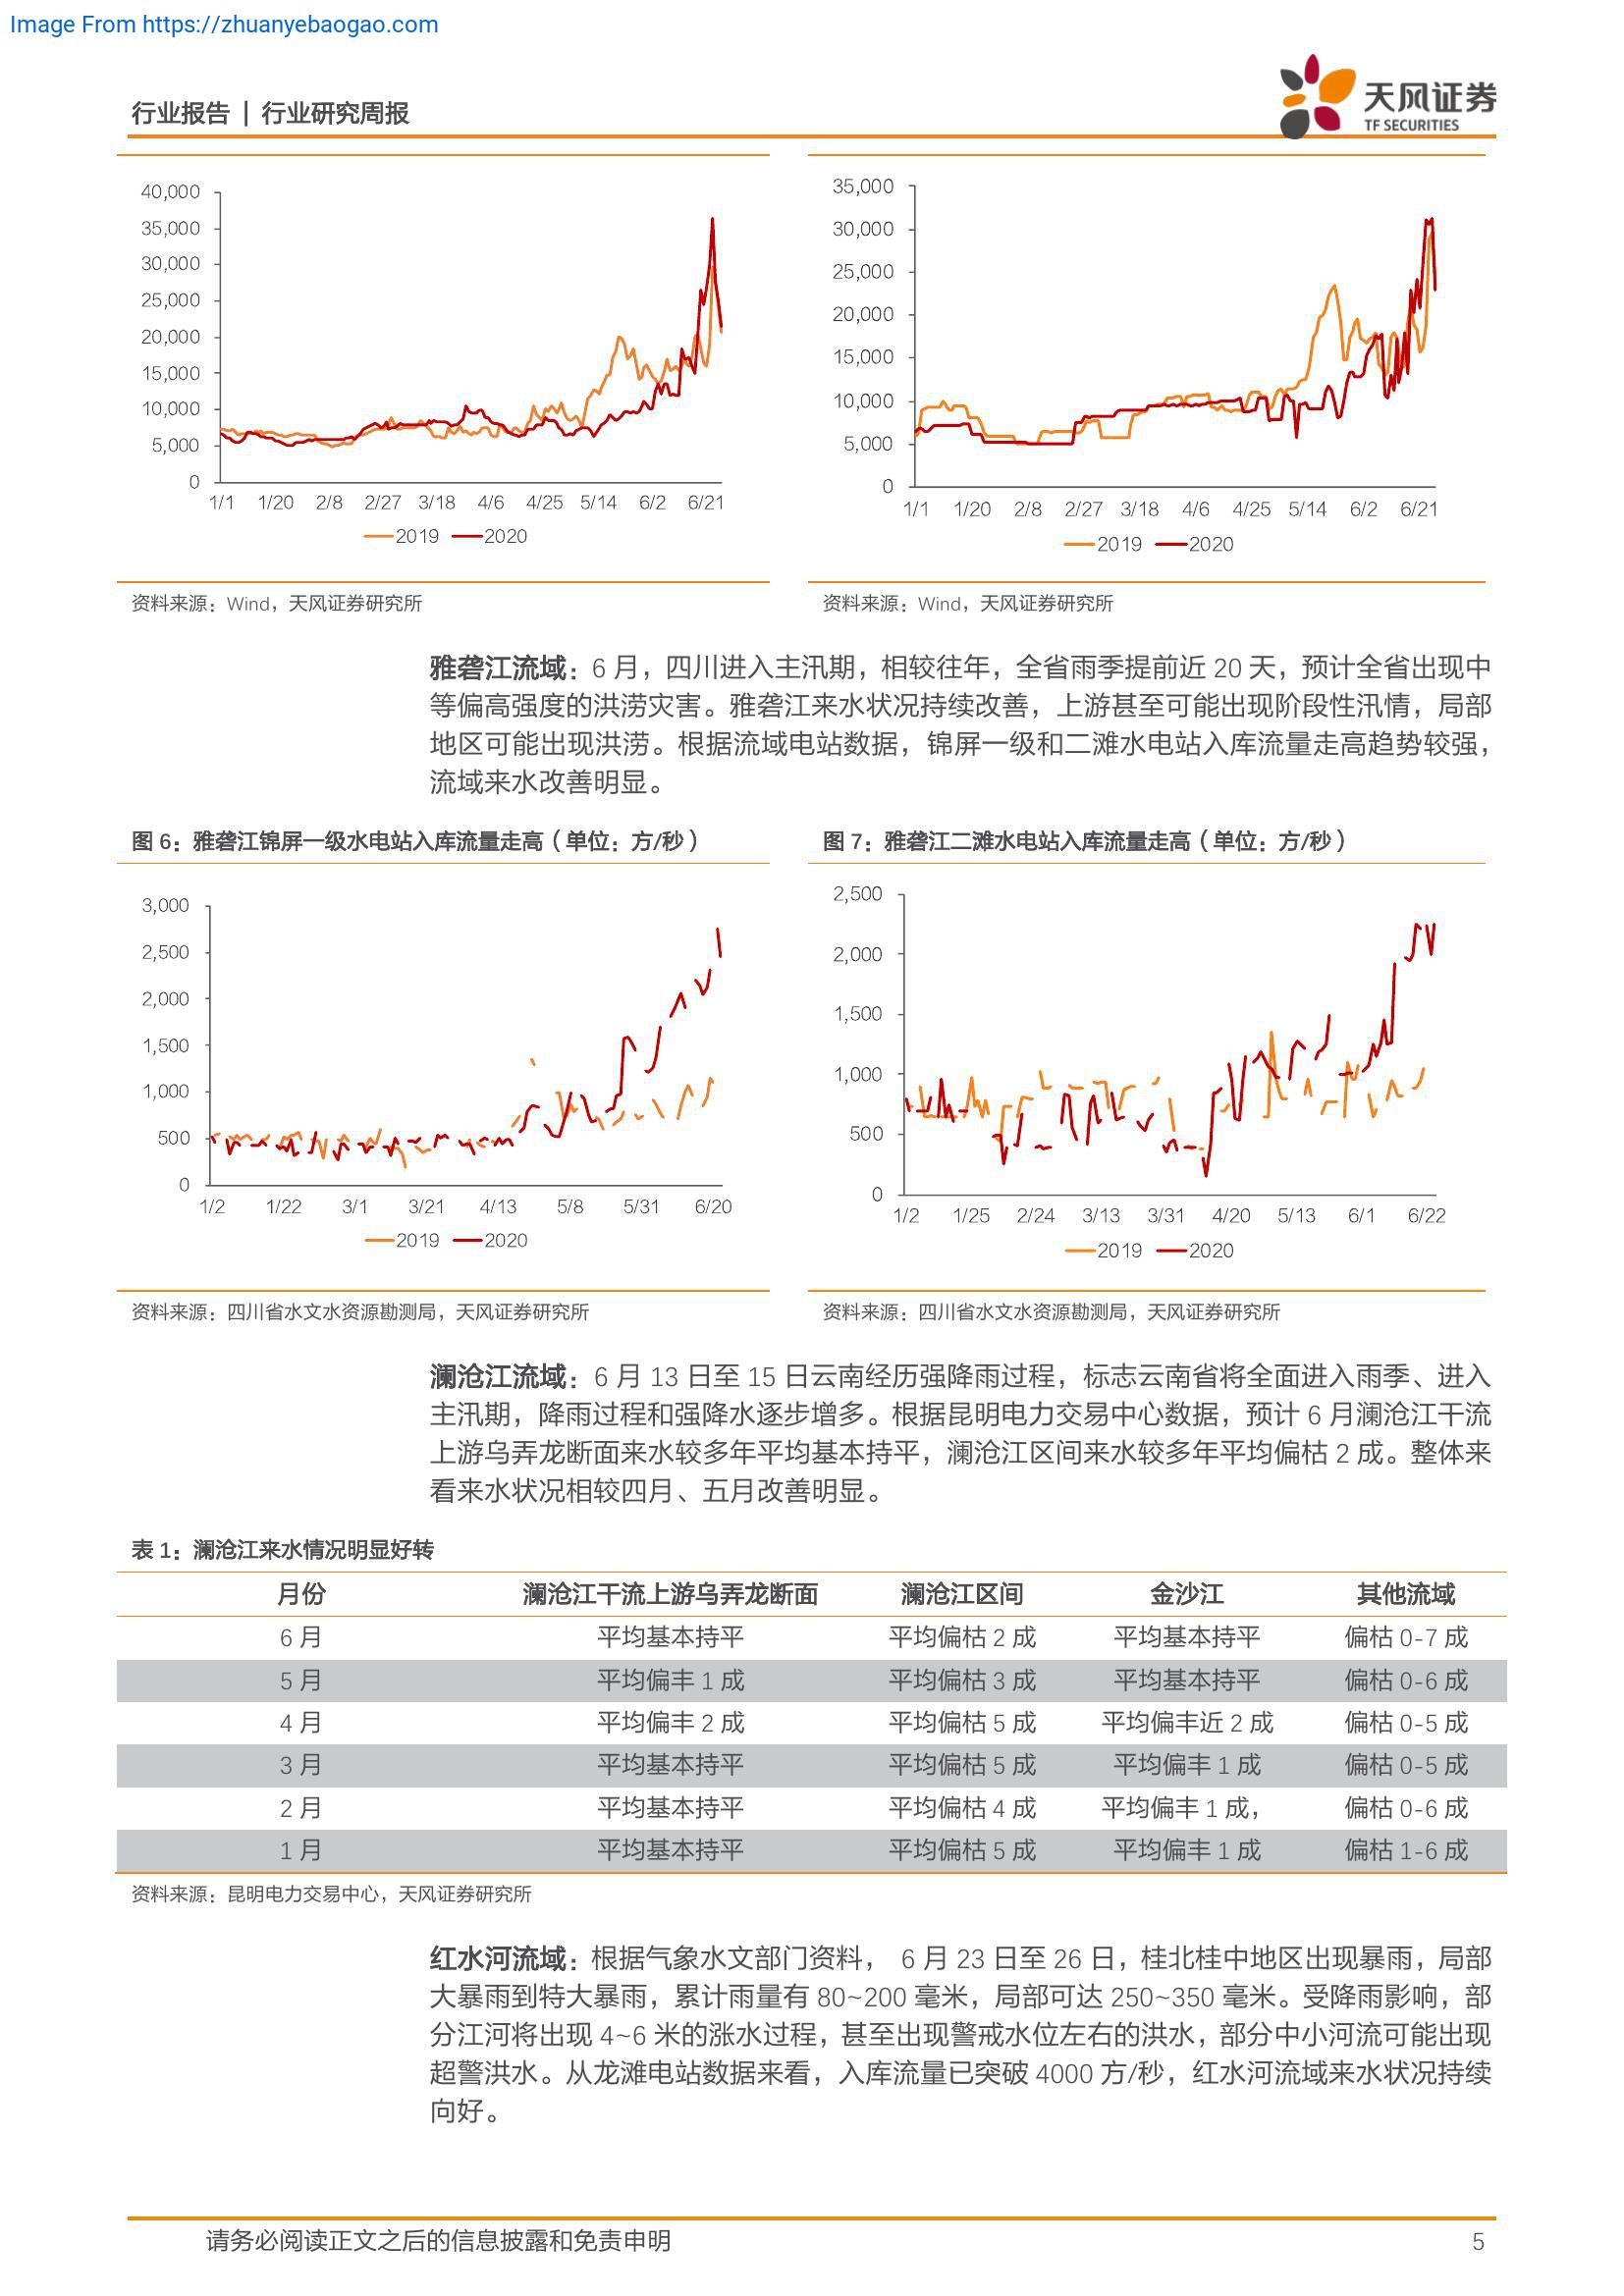 Image From https://zhuanyebaogao.com
行业报告 | 行业研究周报
天风证券
TF SECURITIES
40,000
35,000
30,000
25,000
20,000
15,000
10,000
5,000
0
1/1 1/20 2/8 2/27 3/18 4/6 4/25 5/14 6/2 6/21
2019 2020
35,000
30,000
25,000
20,000
15,000
10,000
5,000
0
1/1 1/20 2/8 2/27 3/18 4/6 4/25 5/14 6/2 6/21
2019 2020
资料来源：Wind，天风证券研究所
资料来源：Wind，天风证券研究所
雅砻江流域：6 月，四川进入主汛期，相较往年，全省雨季提前近 20 天，预计全省出现中
等偏高强度的洪涝灾害。雅砻江来水状况持续改善，上游甚至可能出现阶段性汛情，局部
地区可能出现洪涝。根据流域电站数据，锦屏一级和二滩水电站入库流量走高趋势较强，
流域来水改善明显。
图 6：雅砻江锦屏一级水电站入库流量走高（单位：方/秒）
图 7：雅砻江二滩水电站入库流量走高（单位：方/秒）
3,000
2,500
2,000
1,500
1,000
500
0
1/2 1/22 3/1 3/21 4/13 5/8 5/31 6/20
2019 2020
2,500
2,000
1,500
1,000
500
0
1/2 1/25 2/24 3/13 3/31 4/20 5/13 6/1 6/22
2019 2020
资料来源：四川省水文水资源勘测局，天风证券研究所
资料来源：四川省水文水资源勘测局，天风证券研究所
澜沧江流域：6 月 13 日至 15 日云南经历强降雨过程，标志云南省将全面进入雨季、进入
主汛期，降雨过程和强降水逐步增多。根据昆明电力交易中心数据，预计 6 月澜沧江干流
上游乌弄龙断面来水较多年平均基本持平，澜沧江区间来水较多年平均偏枯 2 成。整体来
看来水状况相较四月、五月改善明显。
表 1：澜沧江来水情况明显好转
月份 澜沧江干流上游乌弄龙断面 澜沧江区间 金沙江 其他流域
6 月 平均基本持平 平均偏枯 2 成 平均基本持平 偏枯 0-7 成
5 月 平均偏丰 1 成 平均偏枯 3 成 平均基本持平 偏枯 0-6 成
4 月 平均偏丰 2 成 平均偏枯 5 成 平均偏丰近 2 成 偏枯 0-5 成
3 月 平均基本持平 平均偏枯 5 成 平均偏丰 1 成 偏枯 0-5 成
2 月 平均基本持平 平均偏枯 4 成 平均偏丰 1 成， 偏枯 0-6 成
1 月 平均基本持平 平均偏枯 5 成 平均偏丰 1 成 偏枯 1-6 成
资料来源：昆明电力交易中心，天风证券研究所
红水河流域：根据气象水文部门资料， 6 月 23 日至 26 日，桂北桂中地区出现暴雨，局部
大暴雨到特大暴雨，累计雨量有 80~200 毫米，局部可达 250~350 毫米。受降雨影响，部
分江河将出现 4~6 米的涨水过程，甚至出现警戒水位左右的洪水，部分中小河流可能出现
超警洪水。从龙滩电站数据来看，入库流量已突破 4000 方/秒，红水河流域来水状况持续
向好。
请务必阅读正文之后的信息披露和免责申明
5